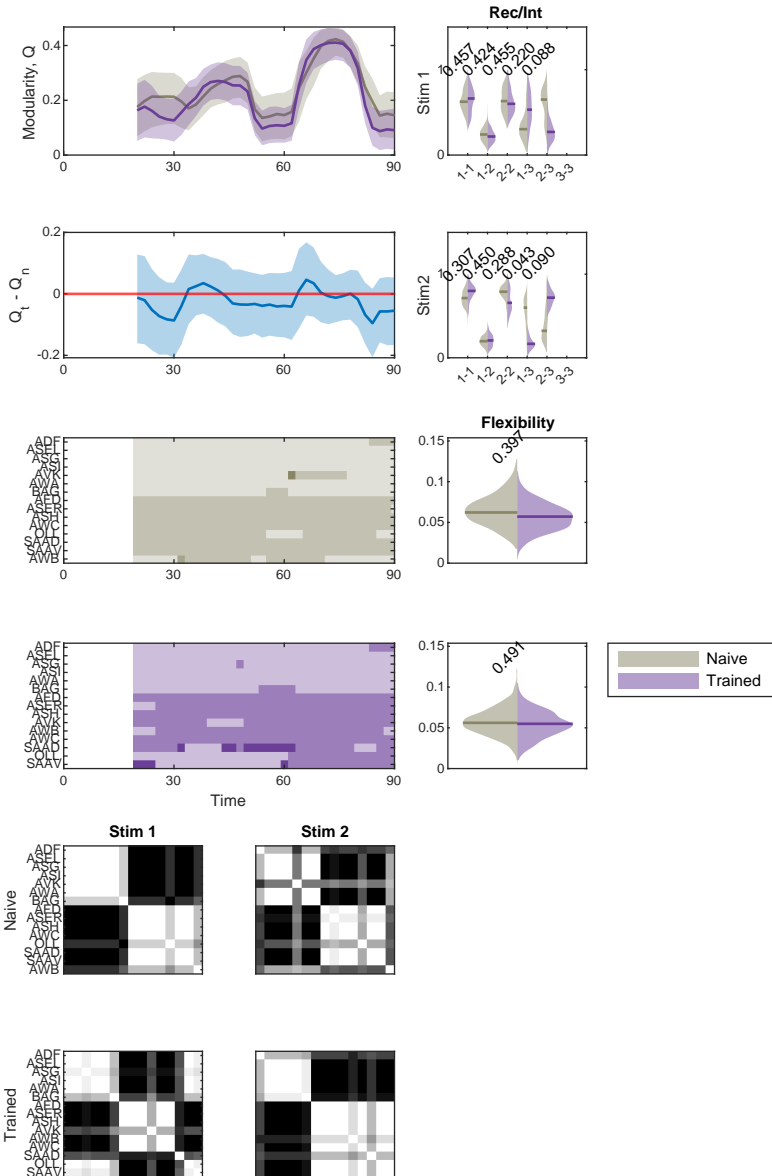 Rec/Int
Modularity, Q
0.4
0.2
0
0
30
60
90
Stim 1
1
0
0.457
0.424
0.455
0.220
0.088
1-1
1-2
2-2
1-3
2-3
3-3
Qt - Qn
0.2
0
-0.2
0
30
60
90
Stim2
1
0
0.307
0.450
0.288
0.043
0.090
1-1
1-2
2-2
1-3
2-3
3-3
ADF
ASEL
ASG
ASI
AVK
AWA
BAG
AFD
ASER
ASH
AWC
OLL
SAAD
SAAV
AWB
0
30
60
90
Flexibility
0.15
0.1
0.05
0
0.397
ADF
ASEL
ASG
ASI
AWA
BAG
AFD
ASER
ASH
AVK
AWB
AWC
SAAD
OLL
SAAV
0
30
60
90
Time
0.15
0.1
0.05
0
0.491
Naive
Trained
Stim 1
Stim 2
Naive
ADF
ASEL
ASG
ASI
AVK
AWA
BAG
AFD
ASER
ASH
AWC
OLL
SAAD
SAAV
AWB
Trained
ADF
ASEL
ASG
ASI
AWA
BAG
AFD
ASER
ASH
AVK
AWB
AWC
SAAD
OLL
SAAV